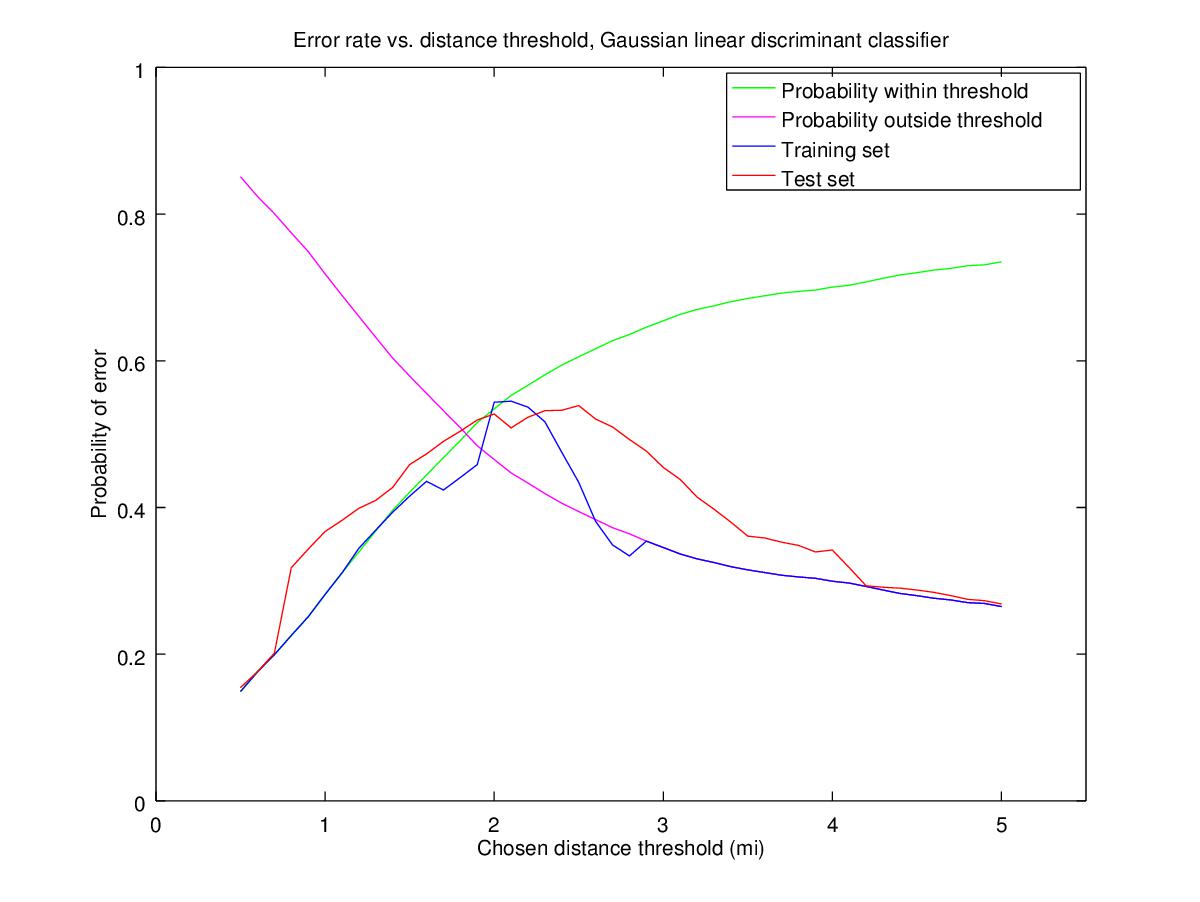 Error rate vs. distance threshold, Gaussian linear discriminant classifier
Probability within threshold
Probability outside threshold
Training set
Test set
Probability of error
1
0.8
0.6
0.4
0.2
0
0 1 2 3 4 5
Chosen distance threshold (mi)